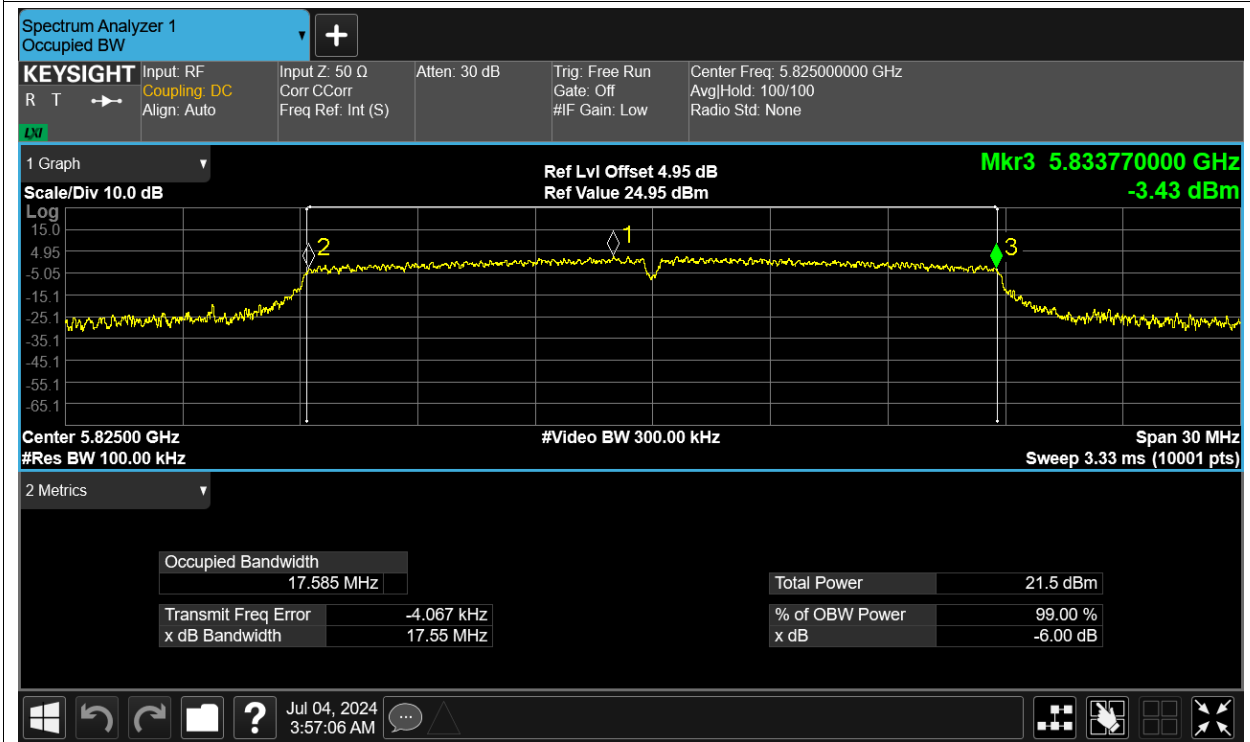 Spectrum Analyzer 1
Occupied BW
+
KEYSIGHT
R T
LXI
Input: RF
Coupling: DC
Align: Auto
Input Z: 50 Ω
Corr CCorr
Freq Ref: Int (S)
Atten: 30 dB
Trig: Free Run
Gate: Off
#IF Gain: Low
Center Freq: 5.825000000 GHz
Avg|Hold: 100/100
Radio Std: None
1 Graph
Scale/Div 10.0 dB
Ref Lvl Offset 4.95 dB
Ref Value 24.95 dBm
Mkr3 5.833770000 GHz
-3.43 dBm
Log
15.0
4.95
-5.05
-15.1
-25.1
-35.1
-45.1
-55.1
-65.1
2
1
3
Center 5.82500 GHz
#Video BW 300.00 kHz
Span 30 MHz
#Res BW 100.00 kHz
Sweep 3.33 ms (10001 pts)
2 Metrics
Occupied Bandwidth
17.585 MHz
Total Power 21.5 dBm
Transmit Freq Error -4.067 kHz
% of OBW Power 99.00 %
x dB Bandwidth 17.55 MHz
x dB -6.00 dB
?
Jul 04, 2024
3:57:06 AM